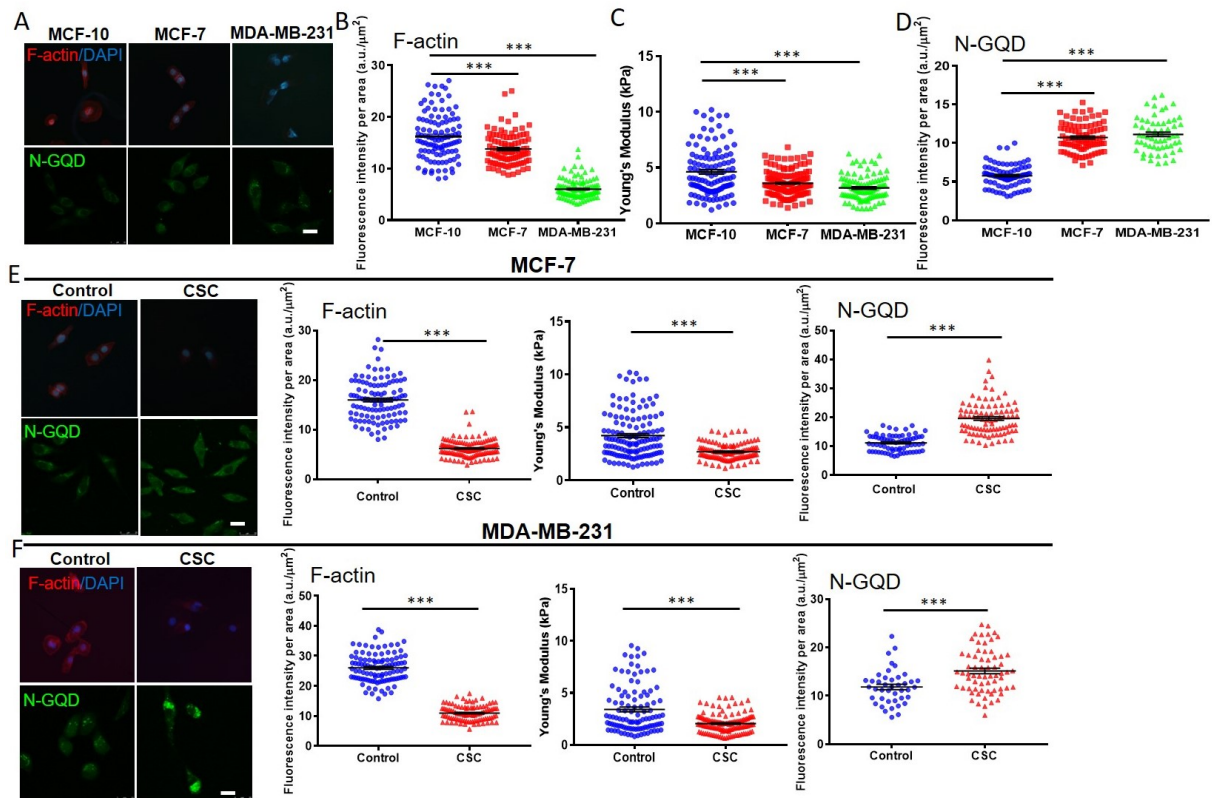 A
MCF-10 MCF-7 MDA-MB-231
F-actin/DAPI
N-GQD
B
F-actin
Fluorescence intensity per area (a.u./μm²)
30
20
10
0
***
***
MCF-10 MCF-7 MDA-MB-231
C
Young's Modulus (kPa)
15
10
5
0
***
***
MCF-10 MCF-7 MDA-MB-231
D
N-GQD
Fluorescence intensity per area (a.u./μm²)
20
15
10
5
0
***
***
MCF-10 MCF-7 MDA-MB-231
MCF-7
E
Control CSC
F-actin/DAPI
N-GQD
F-actin
Fluorescence intensity per area (a.u./μm²)
30
20
10
0
***
Control CSC
Young's Modulus (kPa)
15
10
5
0
***
Control CSC
N-GQD
Fluorescence intensity per area (a.u./μm²)
50
40
30
20
10
0
***
Control CSC
MDA-MB-231
F
Control CSC
F-actin/DAPI
N-GQD
F-actin
Fluorescence intensity per area (a.u./μm²)
50
40
30
20
10
0
***
Control CSC
Young's Modulus (kPa)
15
10
5
0
***
Control CSC
N-GQD
Fluorescence intensity per area (a.u./μm²)
30
20
10
0
***
Control CSC